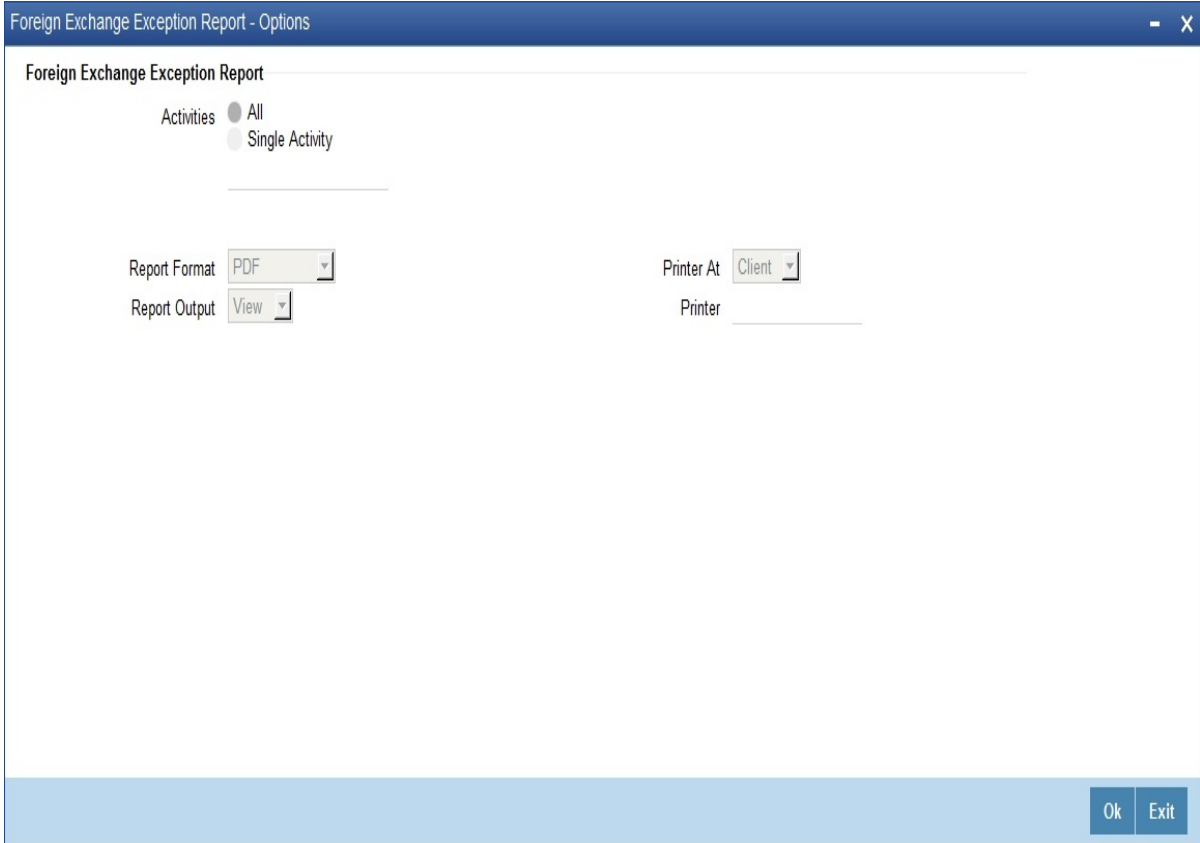 Foreign Exchange Exception Report - Options
- X
Foreign Exchange Exception Report
Activities All
Single Activity
Report Format PDF Printer At Client
Report Output View Printer
Ok Exit